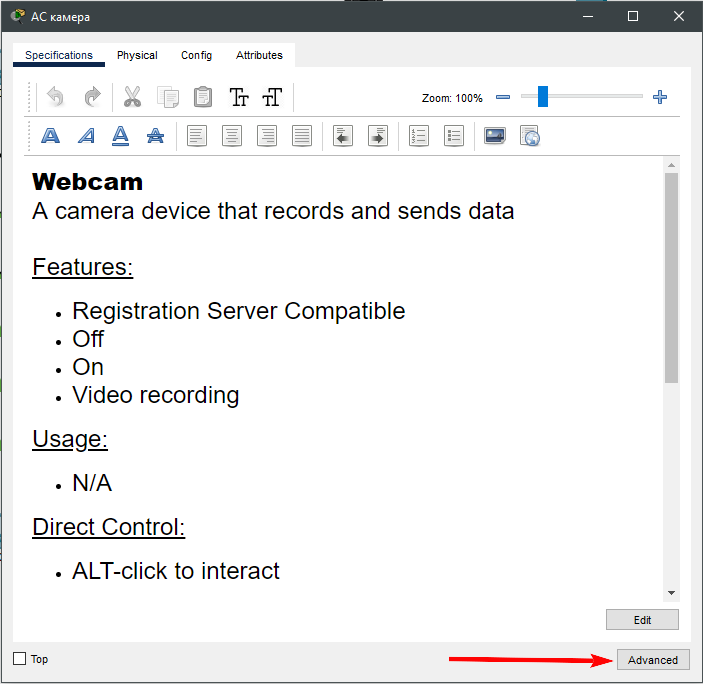 АС камера
Specifications Physical Config Attributes
Zoom: 100%
Webcam
A camera device that records and sends data
Features:
Registration Server Compatible
Off
On
Video recording
Usage:
N/A
Direct Control:
ALT-click to interact
Edit
Top
Advanced